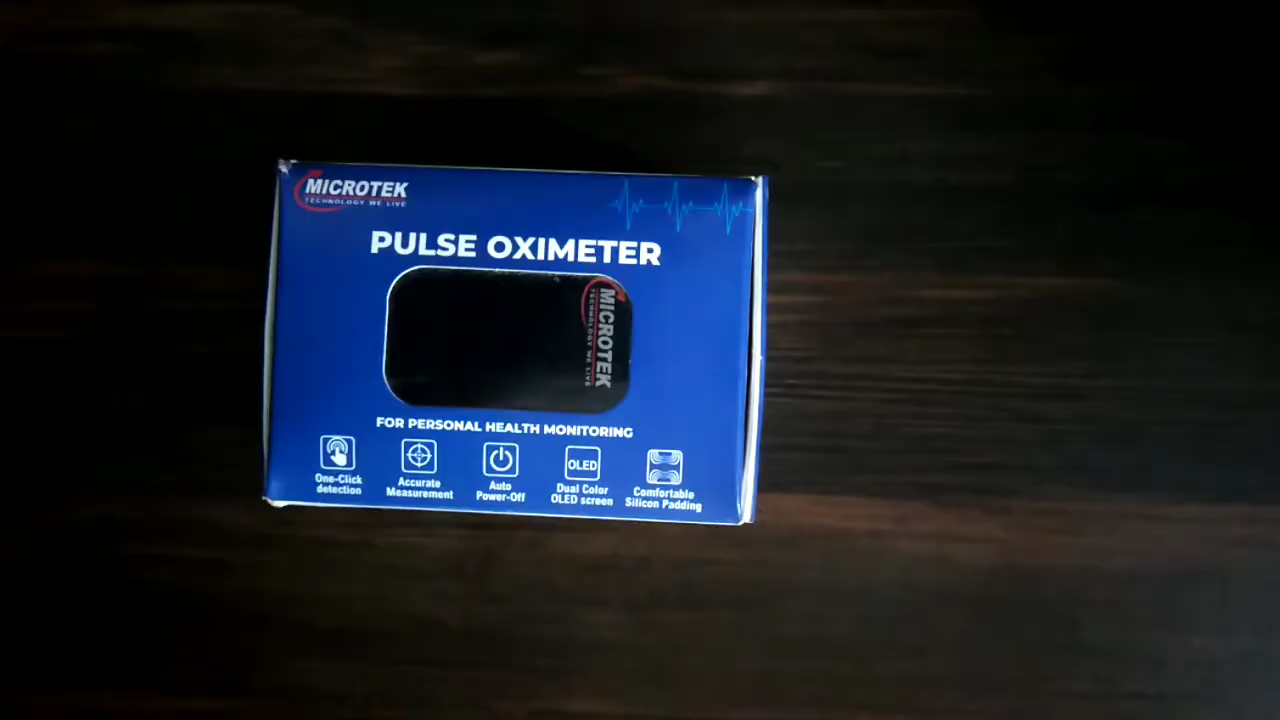 MICROTEK
TECHNOLOGY WE LIVE
PULSE OXIMETER
MICROTEK
TECHNOLOGY WE LIVE
FOR PERSONAL HEALTH MONITORING
One-Click
detection
Accurate
Measurement
Auto
Power-Off
OLED
Dual Color
OLED screen
Comfortable
Silicon Padding